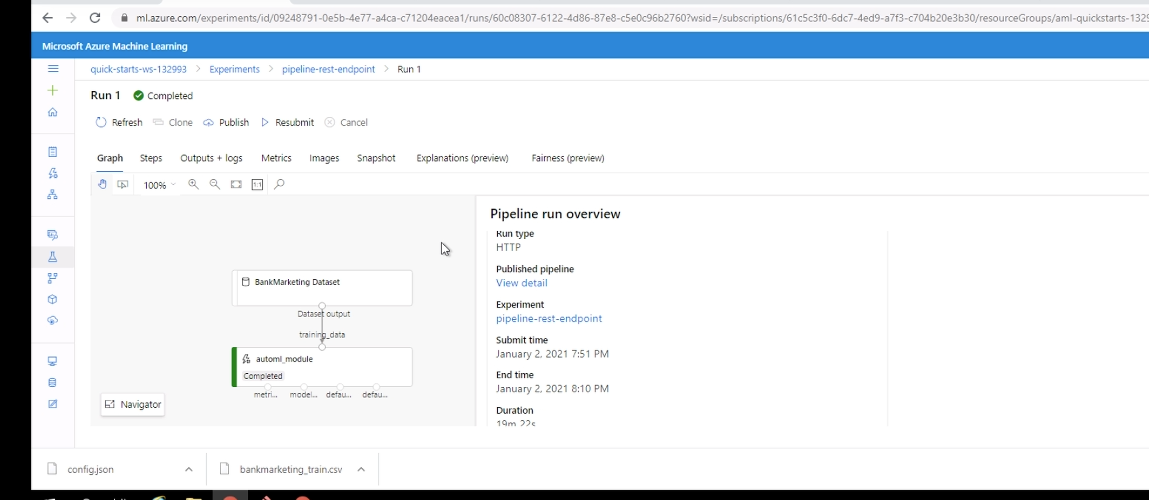 ml.azure.com/experiments/id/09248791-0e5b-4e77-a4ca-c71204eacea1/runs/60c08307-6122-4d86-87e8-c5e0c96b2760?wsid=/subscriptions/61c5c3f0-6dc7-4ed9-a7f3-c704b20e3b30/resourceGroups/aml-quickstarts-1329
Microsoft Azure Machine Learning
quick-starts-ws-132993 > Experiments > pipeline-rest-endpoint > Run 1
Run 1 Completed
Refresh Clone Publish Resubmit Cancel
Graph Steps Outputs + logs Metrics Images Snapshot Explanations (preview) Fairness (preview)
100% 1:1
Pipeline run overview
Run type
HTTP
Published pipeline
View detail
Experiment
pipeline-rest-endpoint
Submit time
January 2, 2021 7:51 PM
End time
January 2, 2021 8:10 PM
Duration
19m 22s
BankMarketing Dataset
Dataset output
training_data
automl_module
Completed
metri... model... defau... defau...
Navigator
config.json bankmarketing_train.csv